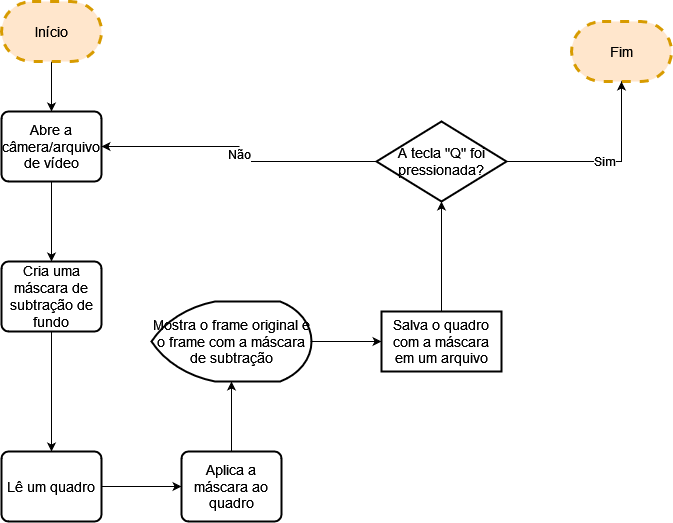 Início
Fim
Abre a
câmera/arquivo
de vídeo
Não
A tecla "Q" foi
pressionada?
Sim
Cria uma
máscara de
subtração de
fundo
Mostra o frame original e
o frame com a máscara
de subtração
Salva o quadro
com a máscara
em um arquivo
Lê um quadro
Aplica a
máscara ao
quadro